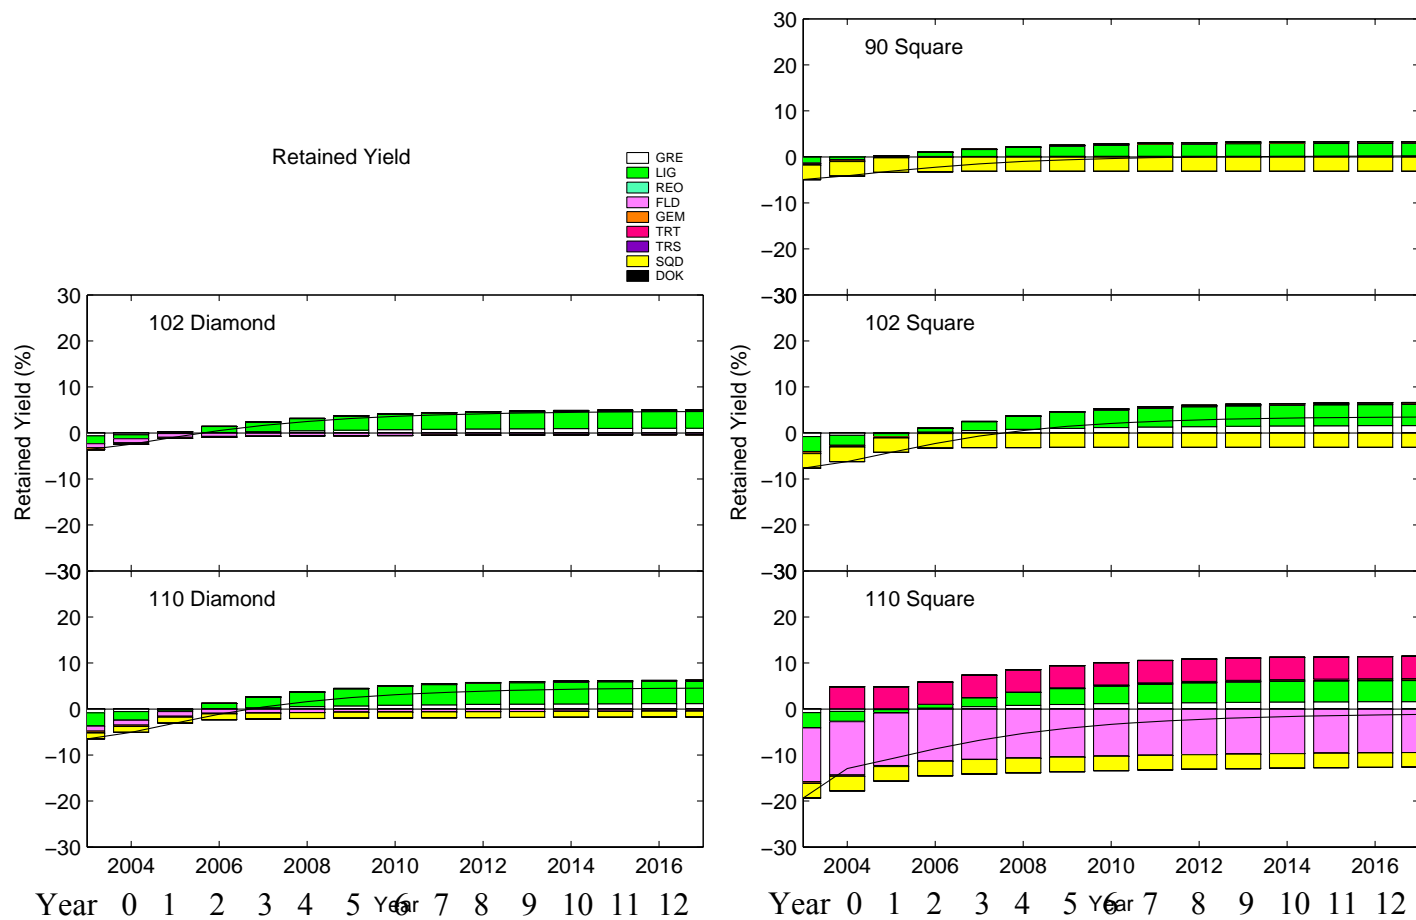 Retained Yield
GRE
LIG
REO
FLD
GEM
TRT
TRS
SQD
DOK
90 Square
30
20
10
0
−10
−20
−30
102 Diamond
Retained Yield (%)
30
20
10
0
−10
−20
−30
102 Square
Retained Yield (%)
30
20
10
0
−10
−20
−30
110 Diamond
30
20
10
0
−10
−20
−30
2004 2006 2008 2010 2012 2014 2016
Year
Year 0 1 2 3 4 5 6 7 8 9 10 11 12
110 Square
30
20
10
0
−10
−20
−30
2004 2006 2008 2010 2012 2014 2016
Year
Year 0 1 2 3 4 5 6 7 8 9 10 11 12